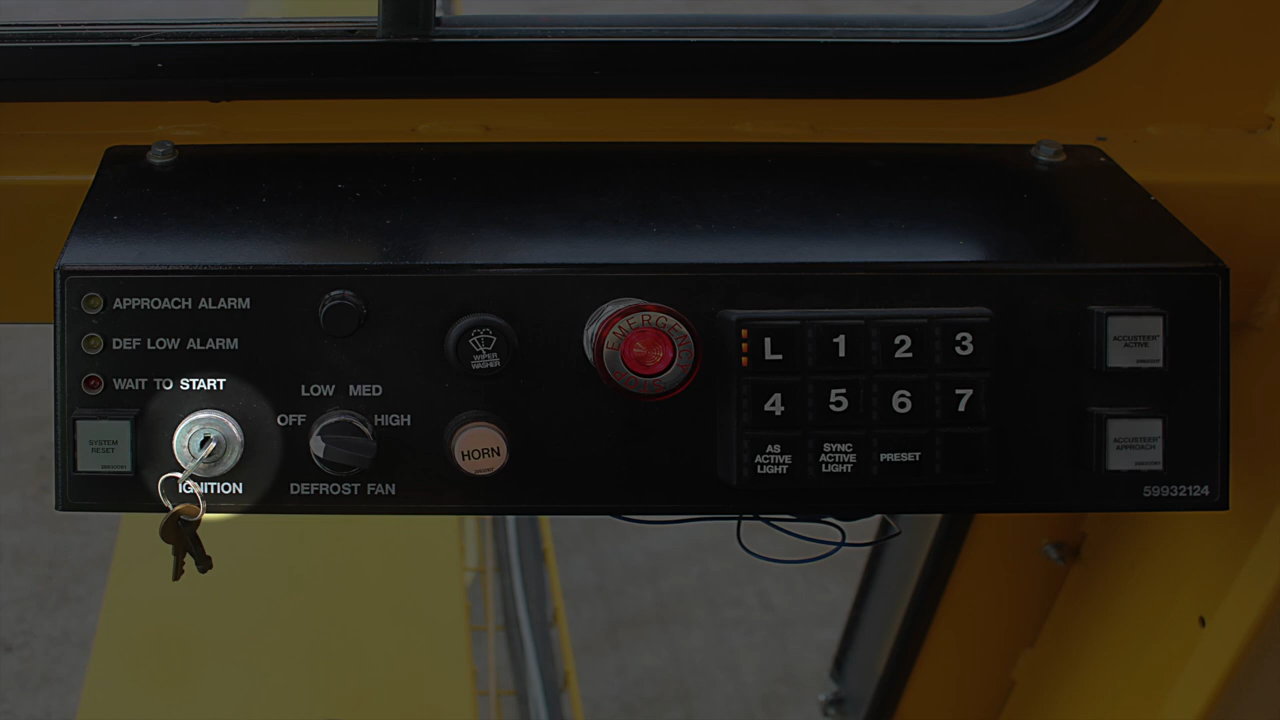 APPROACH ALARM
DEF LOW ALARM
WAIT TO START
SYSTEM
RESET
IGNITION
LOW MED
OFF HIGH
DEFROST FAN
WIPER
WASHER
HORN
EMERGENCY
STOP
L 1 2 3
4 5 6 7
AS
ACTIVE
LIGHT
SYNC
ACTIVE
LIGHT
PRESET
ACCUSTEER
ACTIVE
ACCUSTEER
APPROACH
59932124